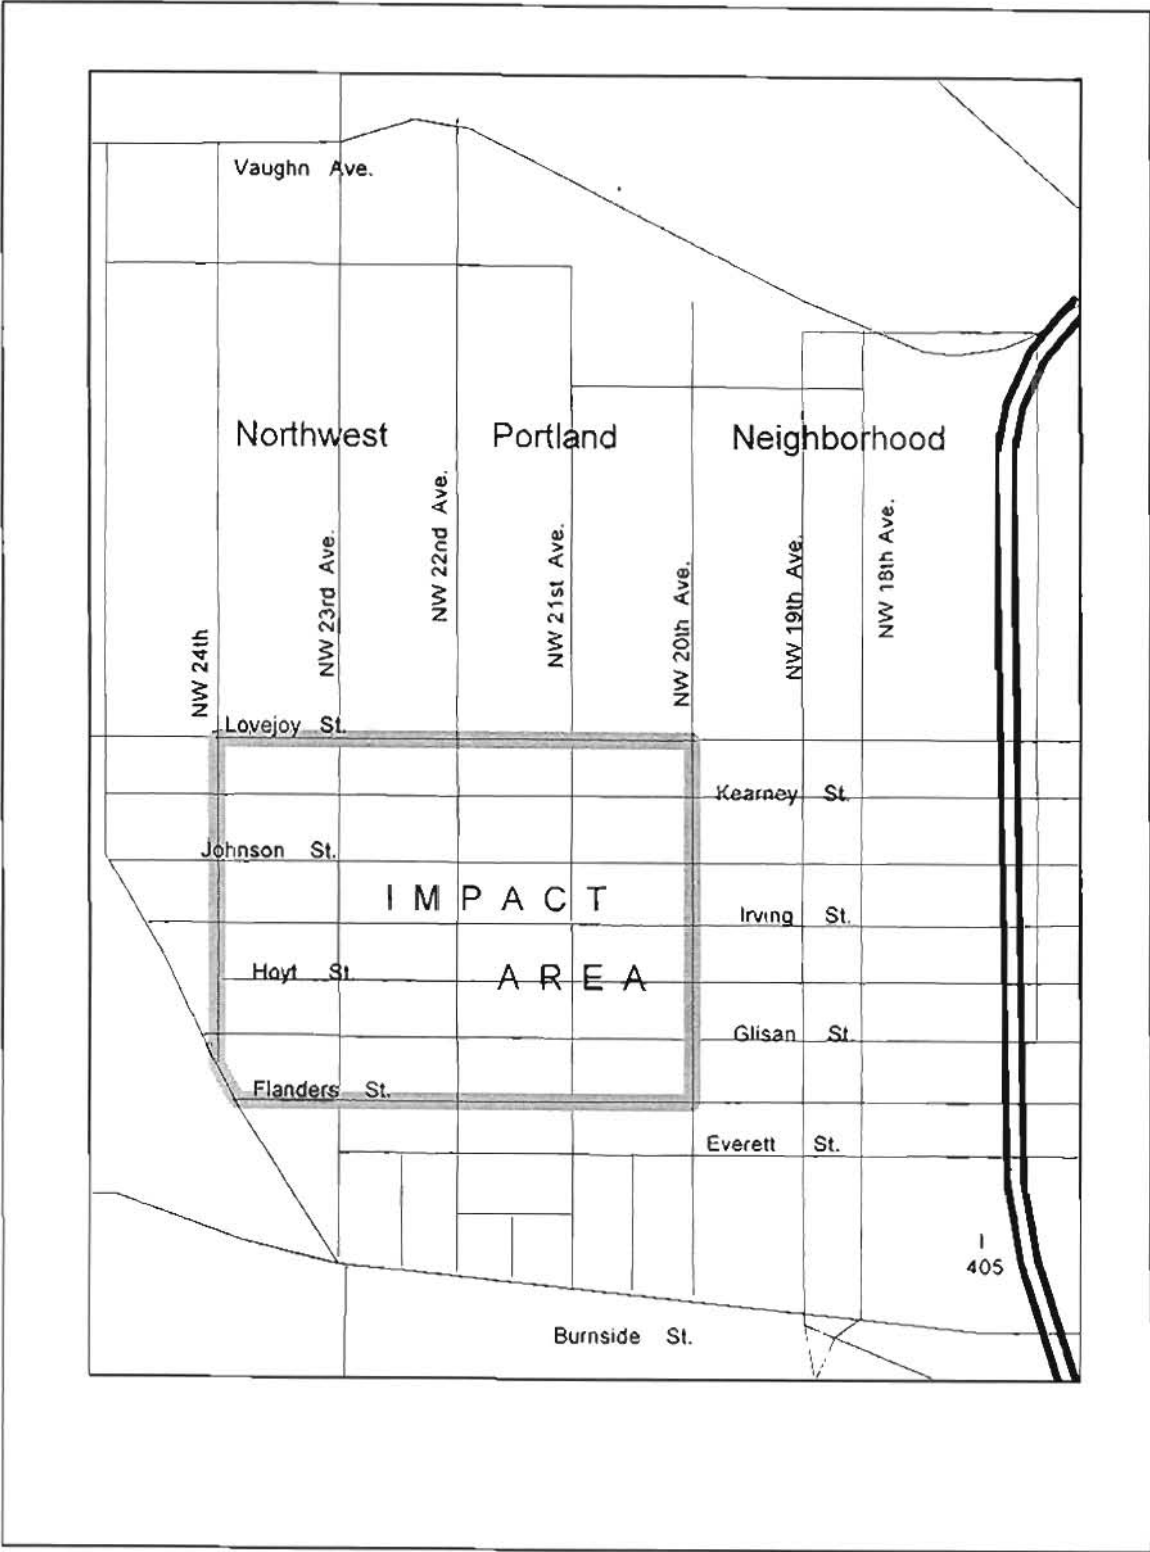 Vaughn Ave.
Northwest Portland Neighborhood
NW 24th
NW 23rd Ave.
NW 22nd Ave.
NW 21st Ave.
NW 20th Ave.
NW 19th Ave.
NW 18th Ave.
Lovejoy St.
Kearney St.
Johnson St.
IMPACT
Irving St.
Hoyt St.
AREA
Glisan St.
Flanders St.
Everett St.
I
405
Burnside St.